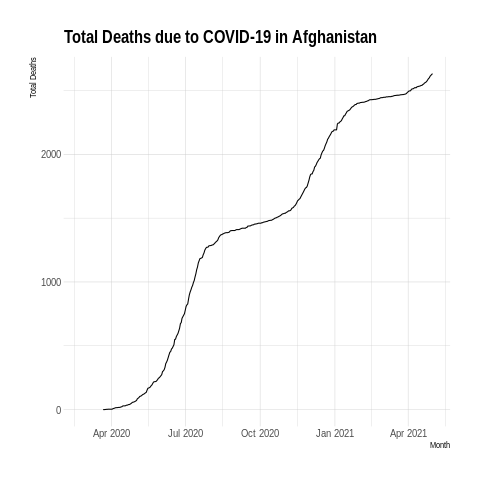 Total Deaths due to COVID-19 in Afghanistan
Total Deaths
2000
1000
0
Apr 2020 Jul 2020 Oct 2020 Jan 2021 Apr 2021
Month